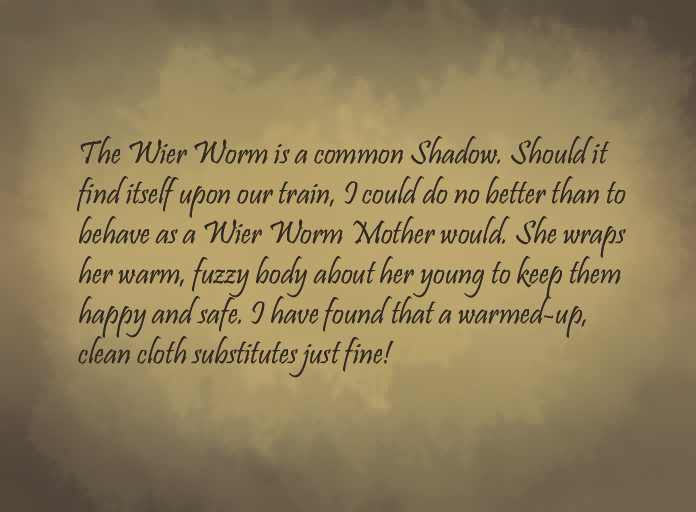 The Wier Worm is a common Shadow. Should it
find itself upon our train, I could do no better than to
behave as a Wier Worm Mother would. She wraps
her warm, fuzzy body about her young to keep them
happy and safe. I have found that a warmed-up,
clean cloth substitutes just fine!